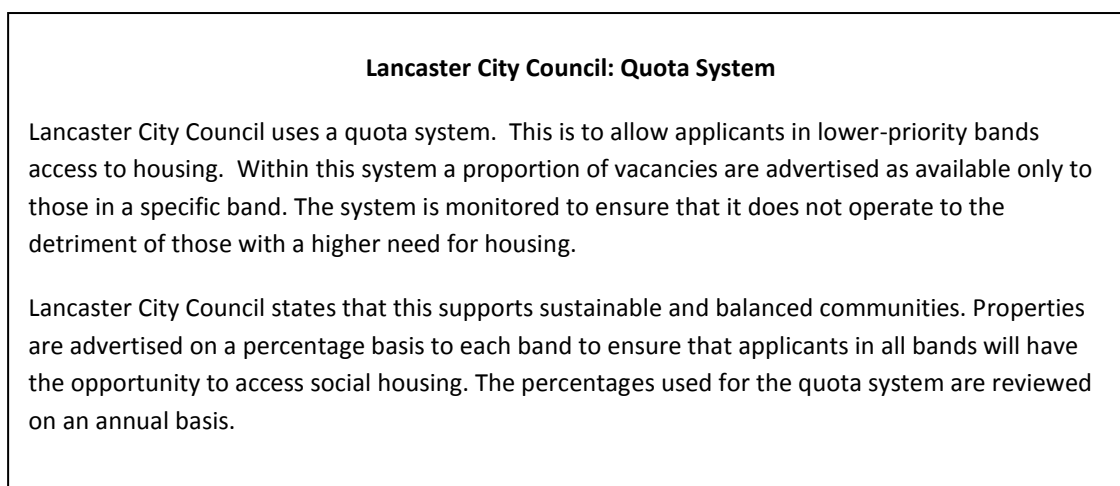 Lancaster City Council: Quota System
Lancaster City Council uses a quota system.  This is to allow applicants in lower-priority bands
access to housing.  Within this system a proportion of vacancies are advertised as available only to
those in a specific band. The system is monitored to ensure that it does not operate to the
detriment of those with a higher need for housing.
Lancaster City Council states that this supports sustainable and balanced communities. Properties
are advertised on a percentage basis to each band to ensure that applicants in all bands will have
the opportunity to access social housing. The percentages used for the quota system are reviewed
on an annual basis.